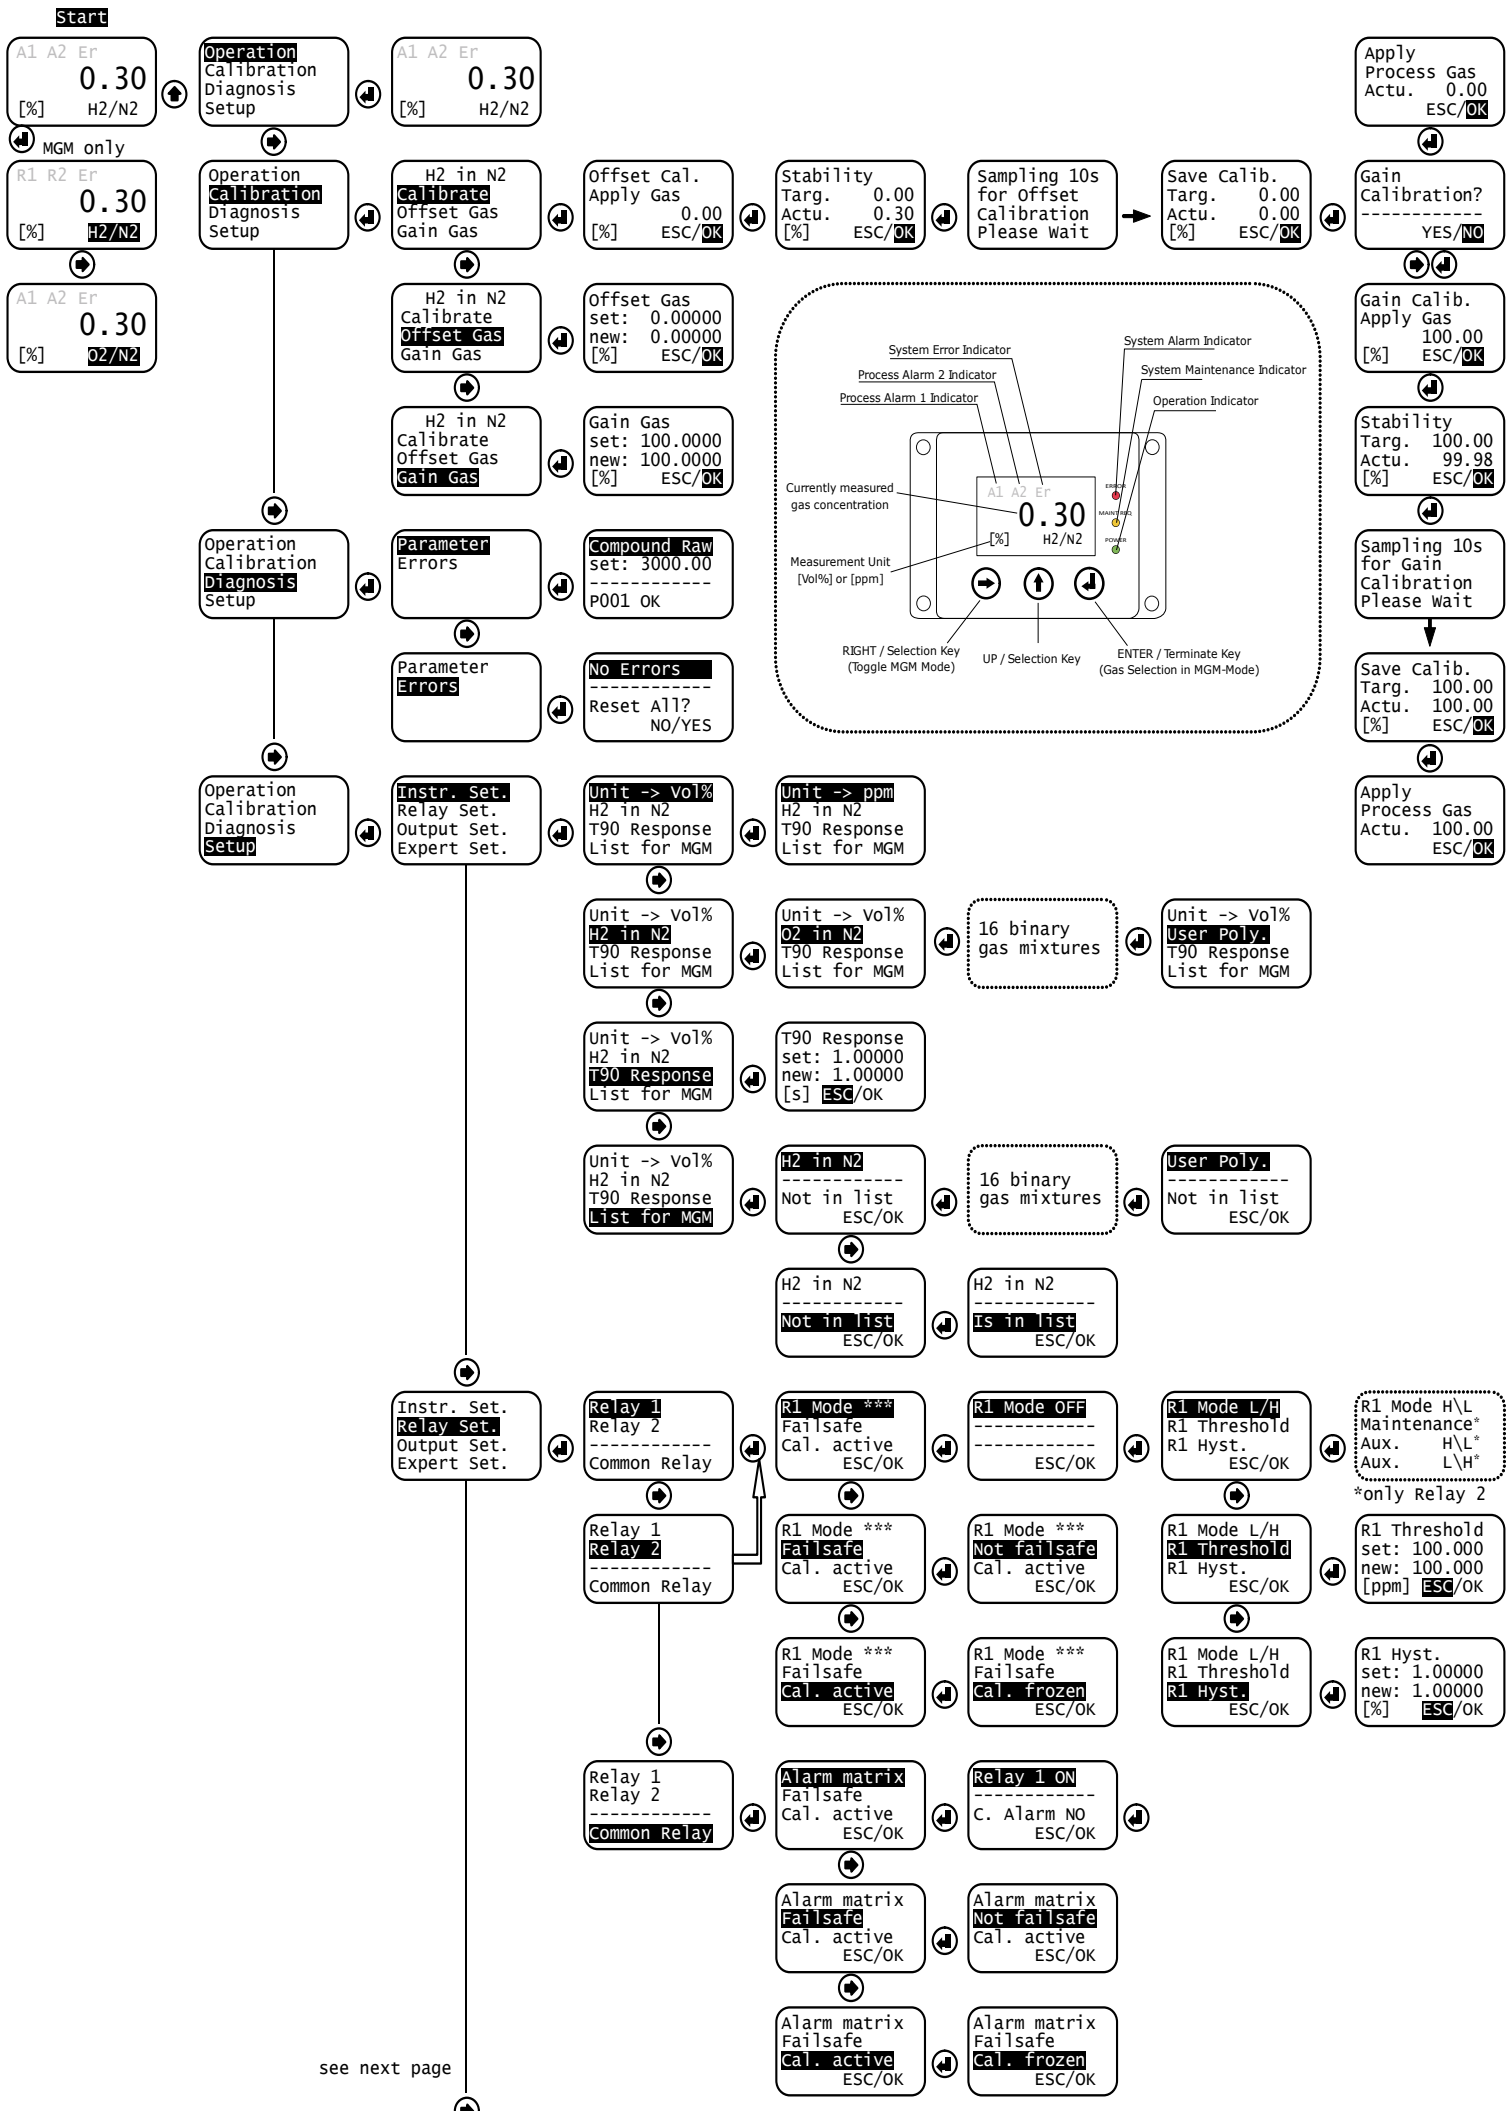 Start
A1 A2 Er
0.30
[%] H2/N2
Operation
Calibration
Diagnosis
Setup
A1 A2 Er
0.30
[%] H2/N2
Apply
Process Gas
Actu. 0.00
ESC/OK
MGM only
R1 R2 Er
0.30
[%] H2/N2
Operation
Calibration
Diagnosis
Setup
H2 in N2
Calibrate
Offset Gas
Gain Gas
Offset Cal.
Apply Gas
0.00
[%] ESC/OK
Stability
Targ. 0.00
Actu. 0.30
[%] ESC/OK
Sampling 10s
for Offset
Calibration
Please Wait
Save Calib.
Targ. 0.00
Actu. 0.00
[%] ESC/OK
Gain
Calibration?
------------
YES/NO
A1 A2 Er
0.30
[%] O2/N2
H2 in N2
Calibrate
Offset Gas
Gain Gas
Offset Gas
set: 0.00000
new: 0.00000
[%] ESC/OK
Gain Calib.
Apply Gas
100.00
[%] ESC/OK
H2 in N2
Calibrate
Offset Gas
Gain Gas
Gain Gas
set: 100.0000
new: 100.0000
[%] ESC/OK
Stability
Targ. 100.00
Actu. 99.98
[%] ESC/OK
System Error Indicator
Process Alarm 2 Indicator
Process Alarm 1 Indicator
System Alarm Indicator
System Maintenance Indicator
Operation Indicator
Currently measured
gas concentration
Measurement Unit
[Vol%] or [ppm]
A1 A2 Er
0.30
[%] H2/N2
ERROR
MAINT REQ
POWER
RIGHT / Selection Key
(Toggle MGM Mode)
UP / Selection Key
ENTER / Terminate Key
(Gas Selection in MGM-Mode)
Operation
Calibration
Diagnosis
Setup
Parameter
Errors
Compound Raw
set: 3000.00
------------
P001 OK
Sampling 10s
for Gain
Calibration
Please Wait
Parameter
Errors
No Errors
------------
Reset All?
NO/YES
Save Calib.
Targ. 100.00
Actu. 100.00
[%] ESC/OK
Operation
Calibration
Diagnosis
Setup
Instr. Set.
Relay Set.
Output Set.
Expert Set.
Unit -> Vol%
H2 in N2
T90 Response
List for MGM
Unit -> ppm
H2 in N2
T90 Response
List for MGM
Apply
Process Gas
Actu. 100.00
ESC/OK
Unit -> Vol%
H2 in N2
T90 Response
List for MGM
Unit -> Vol%
O2 in N2
T90 Response
List for MGM
16 binary
gas mixtures
Unit -> Vol%
User Poly.
T90 Response
List for MGM
Unit -> Vol%
H2 in N2
T90 Response
List for MGM
T90 Response
set: 1.00000
new: 1.00000
[s] ESC/OK
Unit -> Vol%
H2 in N2
T90 Response
List for MGM
H2 in N2
------------
Not in list
ESC/OK
16 binary
gas mixtures
User Poly.
------------
Not in list
ESC/OK
H2 in N2
------------
Not in list
ESC/OK
H2 in N2
------------
Is in list
ESC/OK
Instr. Set.
Relay Set.
Output Set.
Expert Set.
Relay 1
Relay 2
------------
Common Relay
R1 Mode ***
Failsafe
Cal. active
ESC/OK
R1 Mode OFF
------------
------------
ESC/OK
R1 Mode L/H
R1 Threshold
R1 Hyst.
ESC/OK
R1 Mode H\L
Maintenance*
Aux. H\L*
Aux. L\H*
*only Relay 2
Relay 1
Relay 2
------------
Common Relay
R1 Mode ***
Failsafe
Cal. active
ESC/OK
R1 Mode ***
Not failsafe
Cal. active
ESC/OK
R1 Mode L/H
R1 Threshold
R1 Hyst.
ESC/OK
R1 Threshold
set: 100.000
new: 100.000
[ppm] ESC/OK
R1 Mode ***
Failsafe
Cal. active
ESC/OK
R1 Mode ***
Failsafe
Cal. frozen
ESC/OK
R1 Mode L/H
R1 Threshold
R1 Hyst.
ESC/OK
R1 Hyst.
set: 1.00000
new: 1.00000
[%] ESC/OK
Relay 1
Relay 2
------------
Common Relay
Alarm matrix
Failsafe
Cal. active
ESC/OK
Relay 1 ON
------------
C. Alarm NO
ESC/OK
Alarm matrix
Failsafe
Cal. active
ESC/OK
Alarm matrix
Not failsafe
Cal. active
ESC/OK
Alarm matrix
Failsafe
Cal. active
ESC/OK
Alarm matrix
Failsafe
Cal. frozen
ESC/OK
see next page